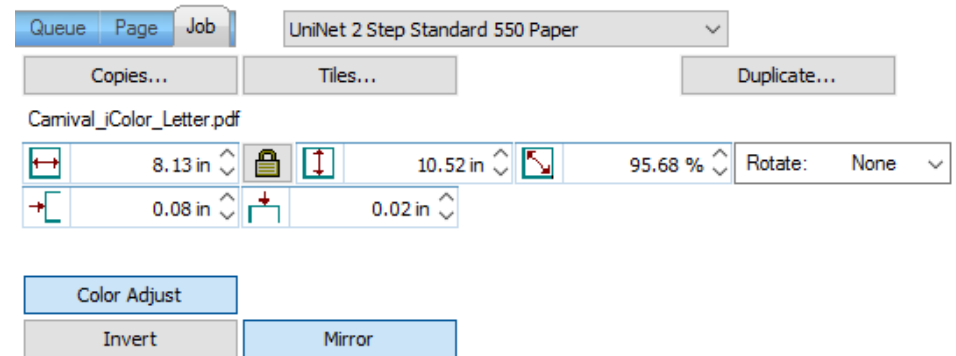 Queue Page Job UniNet 2 Step Standard 550 Paper
Copies... Tiles... Duplicate...
Carnival_iColor_Letter.pdf
8.13 in 10.52 in 95.68 % Rotate: None
0.08 in 0.02 in
Color Adjust
Invert Mirror